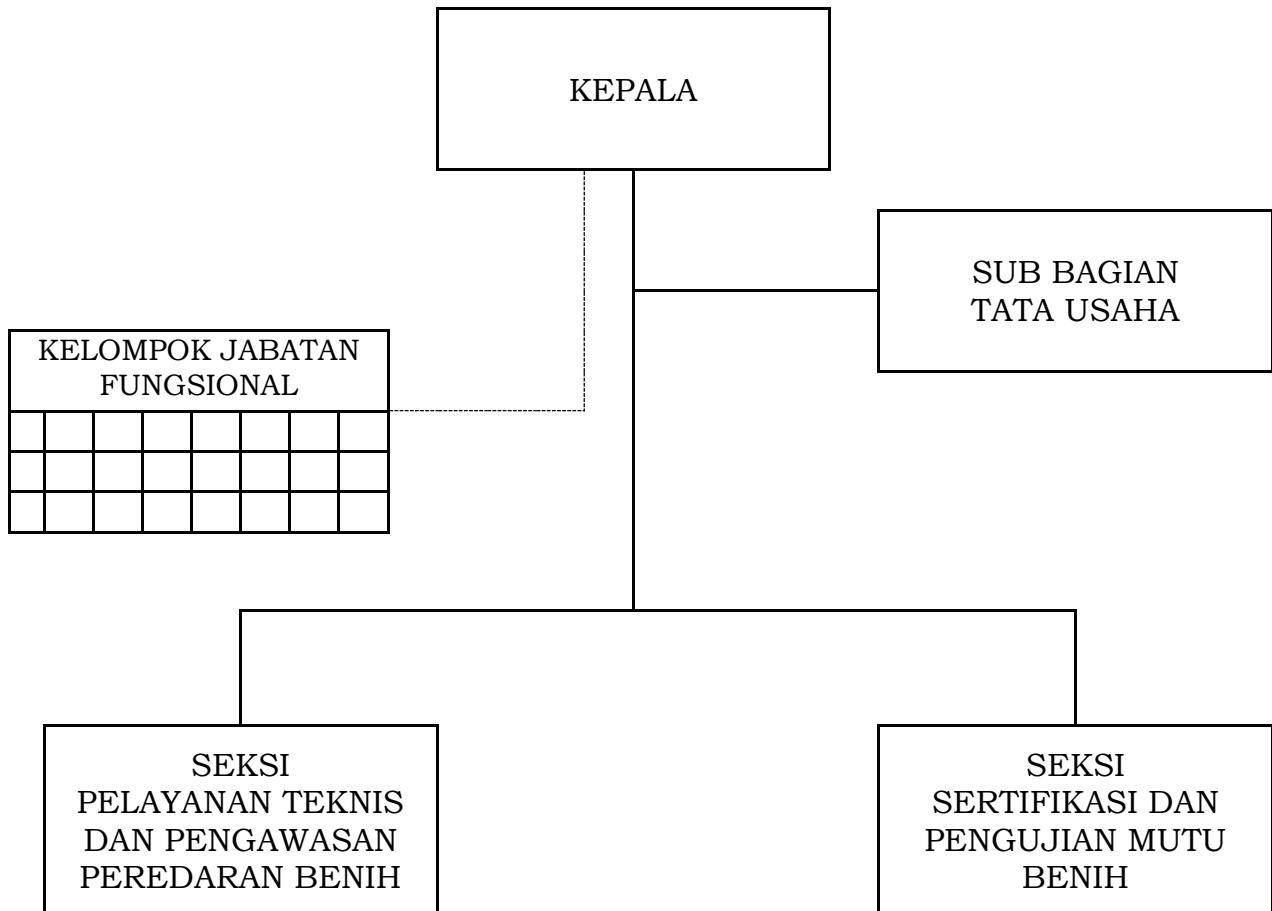 KEPALA
SUB BAGIAN
TATA USAHA
KELOMPOK JABATAN
FUNGSIONAL
SEKSI
PELAYANAN TEKNIS
DAN PENGAWASAN
PEREDARAN BENIH
SEKSI
SERTIFIKASI DAN
PENGUJIAN MUTU
BENIH